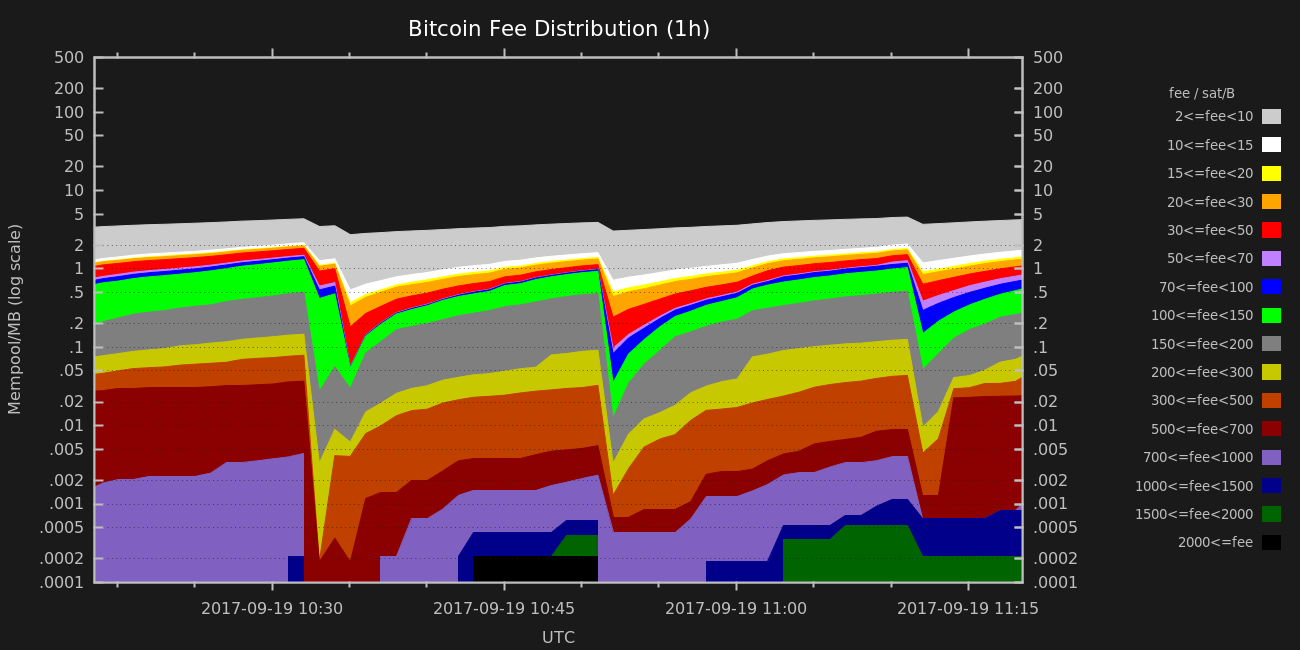 Bitcoin Fee Distribution (1h)
500 500
200 200
100 100
50 50
20 20
10 10
5 5
2 2
1 1
.5 .5
.2 .2
.1 .1
.05 .05
.02 .02
.01 .01
.005 .005
.002 .002
.001 .001
.0005 .0005
.0002 .0002
.0001 .0001
Mempool/MB (log scale)
2017-09-19 10:30 2017-09-19 10:45 2017-09-19 11:00 2017-09-19 11:15
UTC
fee / sat/B
2<=fee<10
10<=fee<15
15<=fee<20
20<=fee<30
30<=fee<50
50<=fee<70
70<=fee<100
100<=fee<150
150<=fee<200
200<=fee<300
300<=fee<500
500<=fee<700
700<=fee<1000
1000<=fee<1500
1500<=fee<2000
2000<=fee